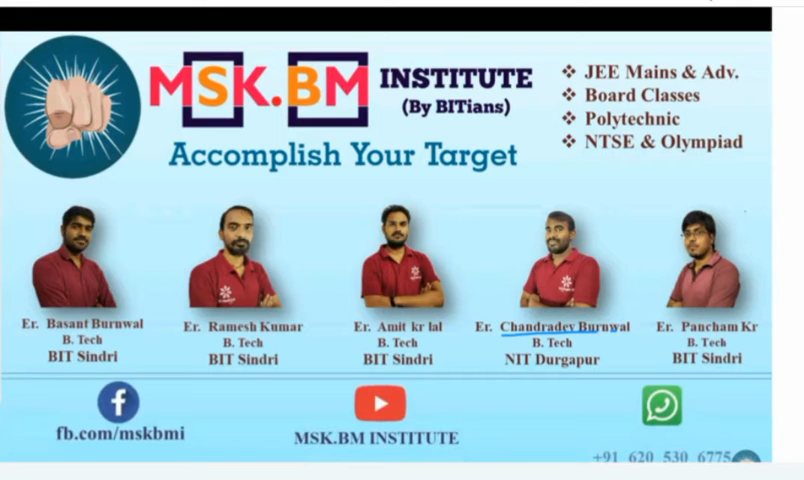 MSK.BM INSTITUTE
(By BITians)
Accomplish Your Target
❖ JEE Mains & Adv.
❖ Board Classes
❖ Polytechnic
❖ NTSE & Olympiad
Er. Basant Burnwal
B. Tech
BIT Sindri
Er. Ramesh Kumar
B. Tech
BIT Sindri
Er. Amit kr lal
B. Tech
BIT Sindri
Er. Chandradev Burnwal
B. Tech
NIT Durgapur
Er. Pancham Kr
B. Tech
BIT Sindri
f
fb.com/mskbmi
MSK.BM INSTITUTE
+91 620 530 6775